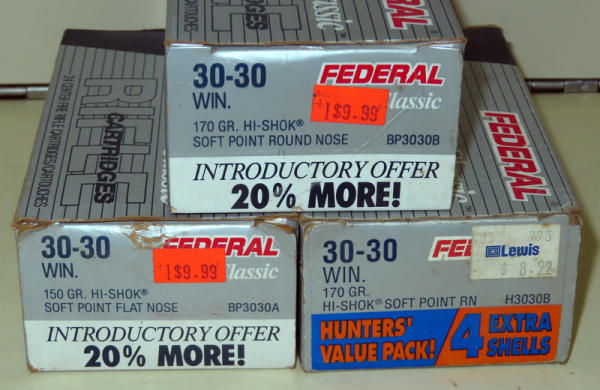 Classic
FEDERAL
30-30
WIN.
FEDERAL
Classic
1$9.99
170 GR. HI-SHOK®
SOFT POINT ROUND NOSE BP3030B
INTRODUCTORY OFFER
20% MORE!
RIFLE
CARTRIDGES
30-30
WIN.
Classic
1$9.99
150 GR. HI-SHOK®
SOFT POINT FLAT NOSE BP3030A
INTRODUCTORY OFFER
20% MORE!
FEDERAL
30-30
WIN.
Lewis
$ 8.22
170 GR.
HI-SHOK® SOFT POINT RN H3030B
HUNTERS'
VALUE PACK!
4 EXTRA
SHELLS